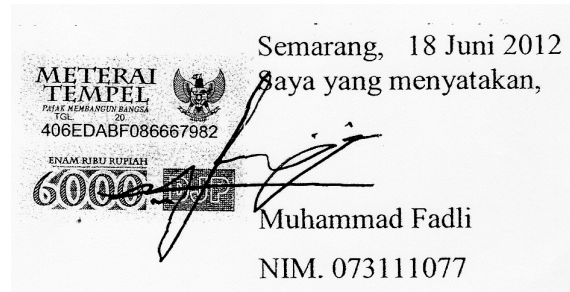 Semarang, 18 Juni 2012
Saya yang menyatakan,
METERAI
TEMPEL
PAJAK MEMBANGUN BANGSA
TGL. 20
406EDABF086667982
ENAM RIBU RUPIAH
6000 DJP
Muhammad Fadli
NIM. 073111077